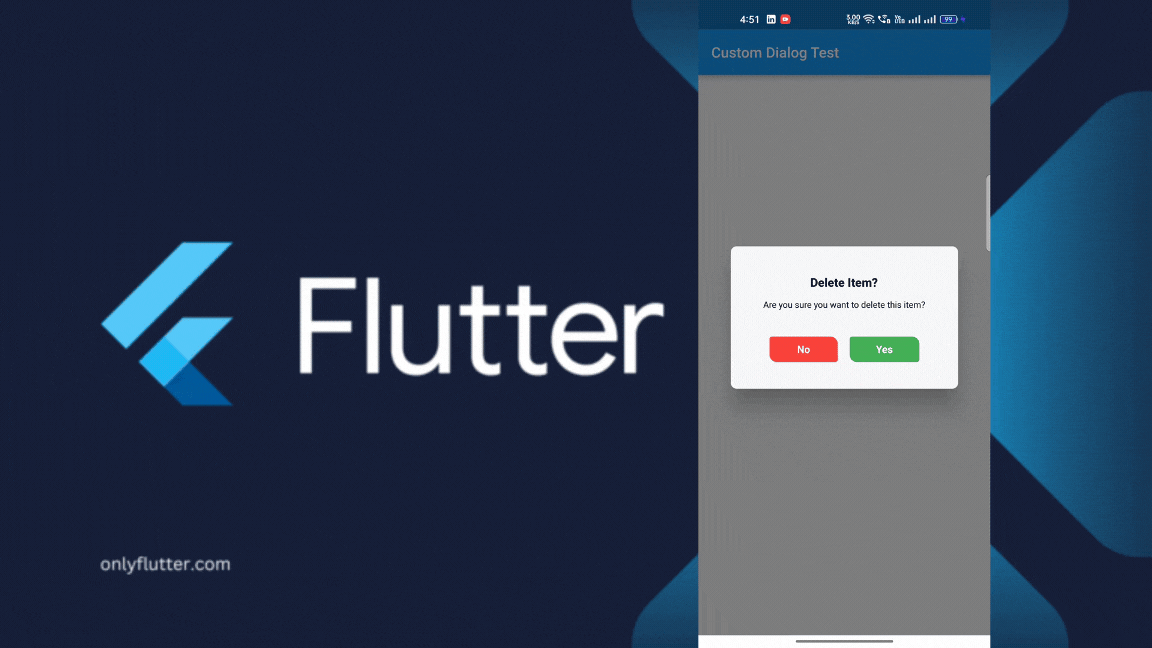 Flutter
onlyflutter.com
4:51
99
Custom Dialog Test
Delete Item?
Are you sure you want to delete this item?
No
Yes